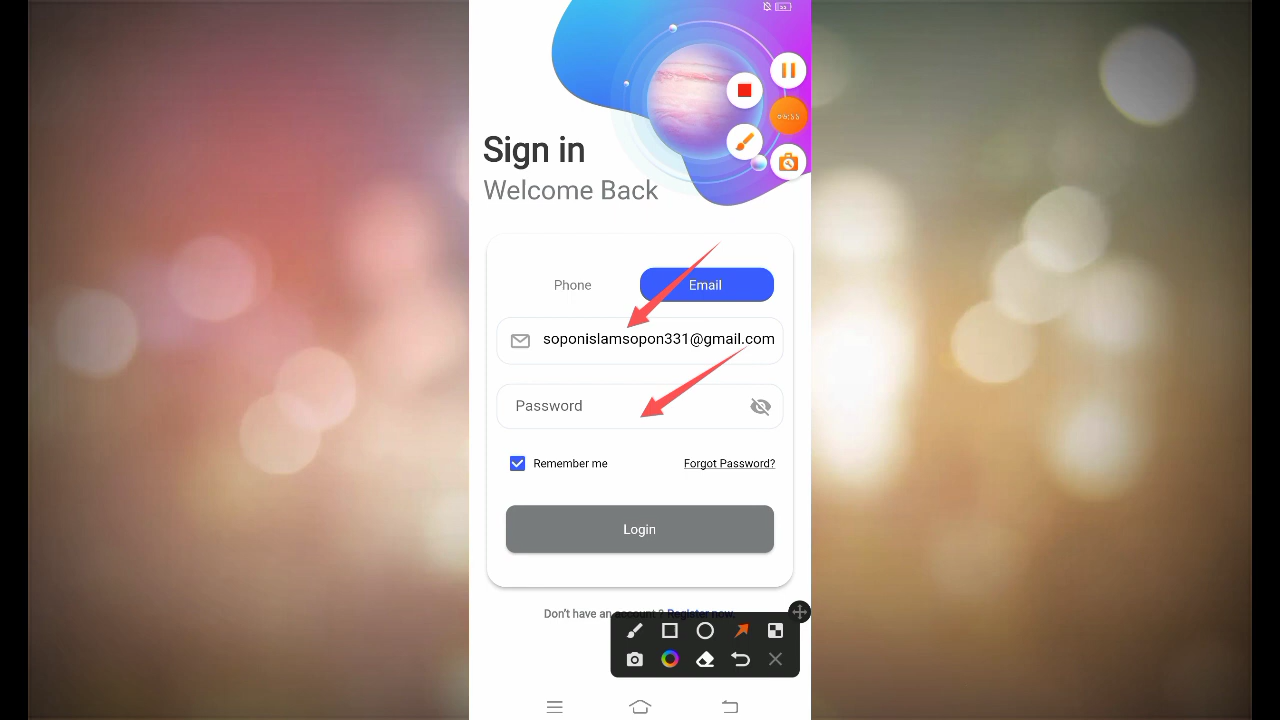 Sign in
Welcome Back
Phone
Email
soponislamsopon331@gmail.com
Password
Remember me
Forgot Password?
Login
Don't have an account ? Register now.